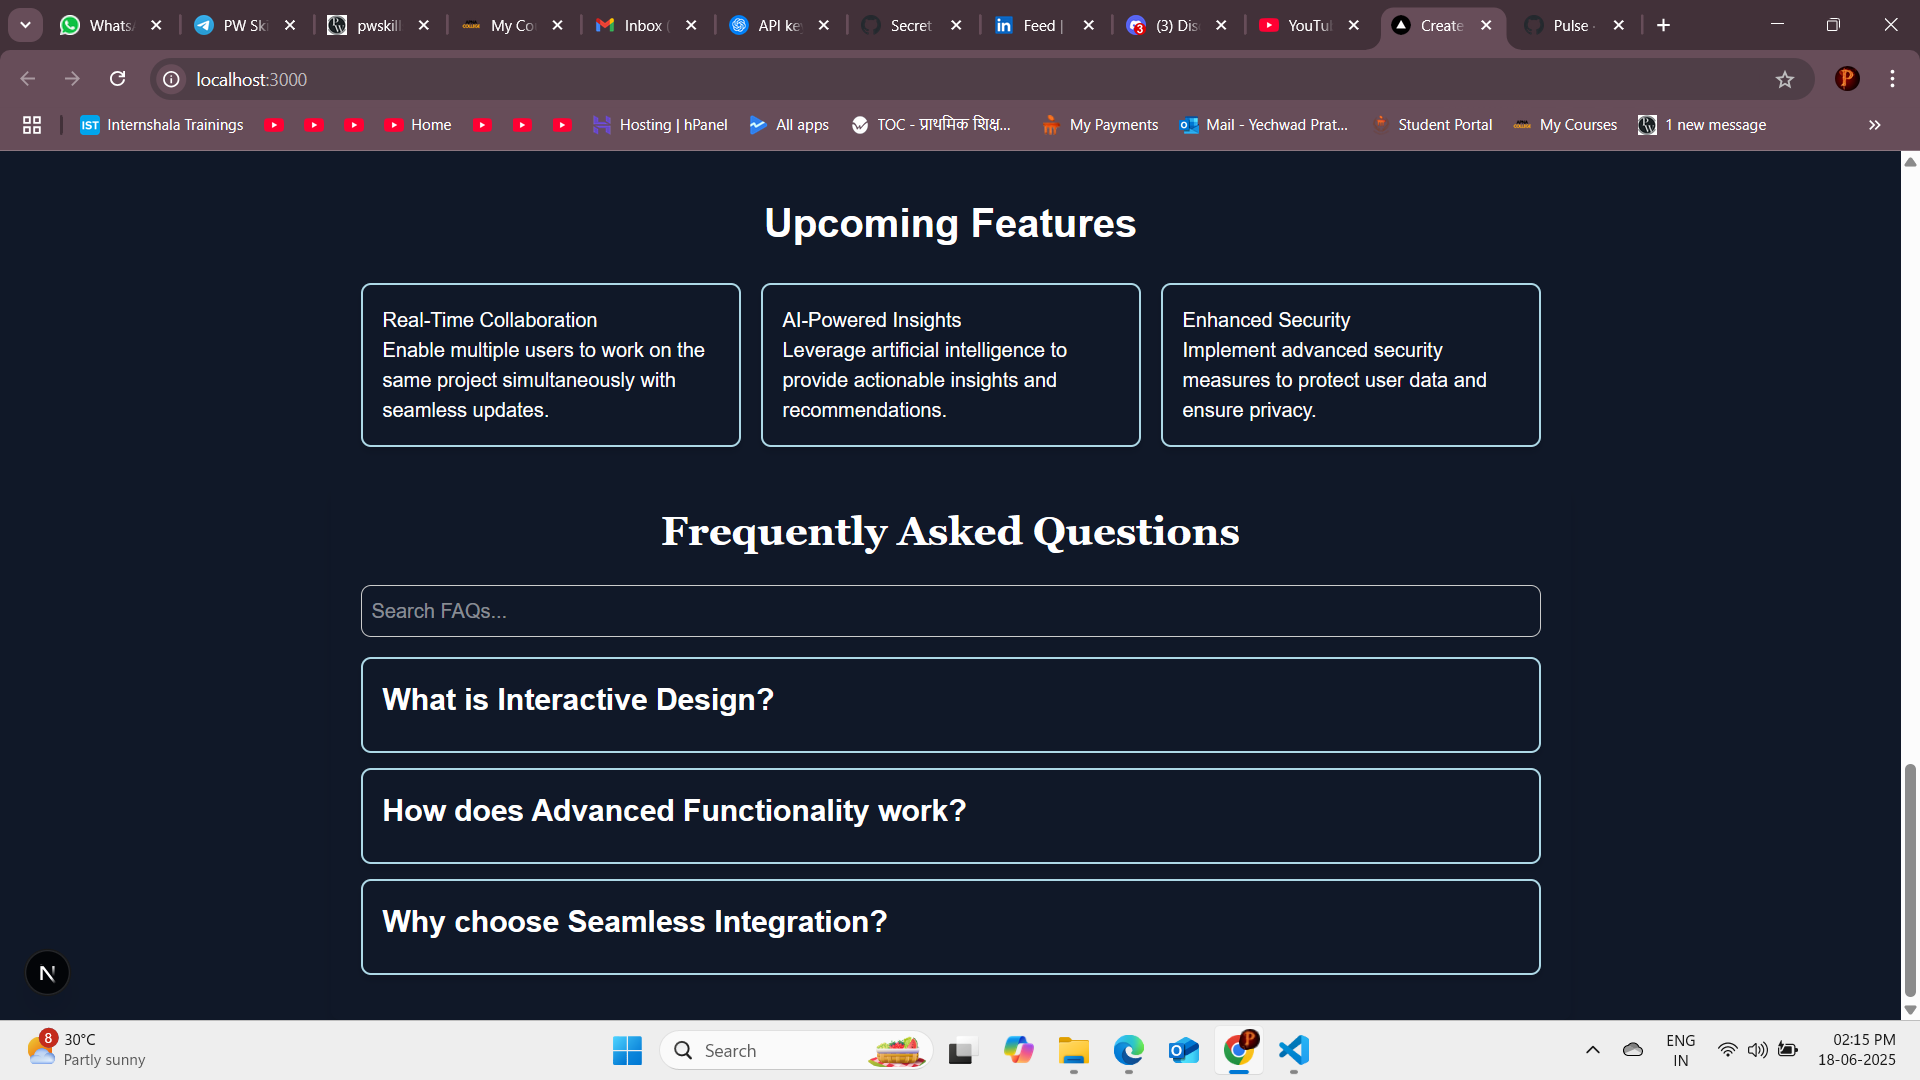 Whats
PW Ski
pwskill
My Co
Inbox (
API ke
Secret
Feed |
(3) Dis
YouTu
Create
Pulse ·
localhost:3000
Internshala Trainings
Home
Hosting | hPanel
All apps
TOC - प्राथमिक शिक्ष...
My Payments
Mail - Yechwad Prat...
Student Portal
My Courses
1 new message
Upcoming Features
Real-Time Collaboration
Enable multiple users to work on the
same project simultaneously with
seamless updates.
AI-Powered Insights
Leverage artificial intelligence to
provide actionable insights and
recommendations.
Enhanced Security
Implement advanced security
measures to protect user data and
ensure privacy.
Frequently Asked Questions
Search FAQs...
What is Interactive Design?
How does Advanced Functionality work?
Why choose Seamless Integration?
N
8
30°C
Partly sunny
Search
ENG
IN
02:15 PM
18-06-2025